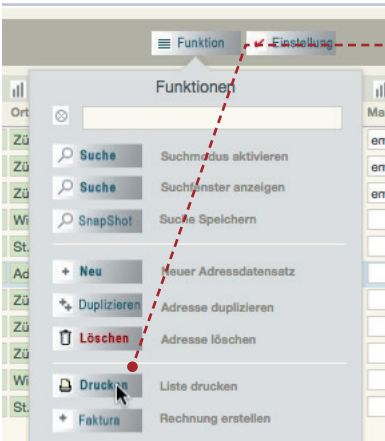 Funktion Einstellung
Funktionen
Ort Ma
Zü em
Suche Suchmodus aktivieren
Zü em
Suche Suchfenster anzeigen
Zü em
SnapShot Suche Speichern
Wi
St.
Neu Neuer Adressdatensatz
Ad
Duplizieren Adresse duplizieren
Zü
Löschen Adresse löschen
Zü
Zü
Drucken Liste drucken
Wi
Faktura Rechnung erstellen
St.